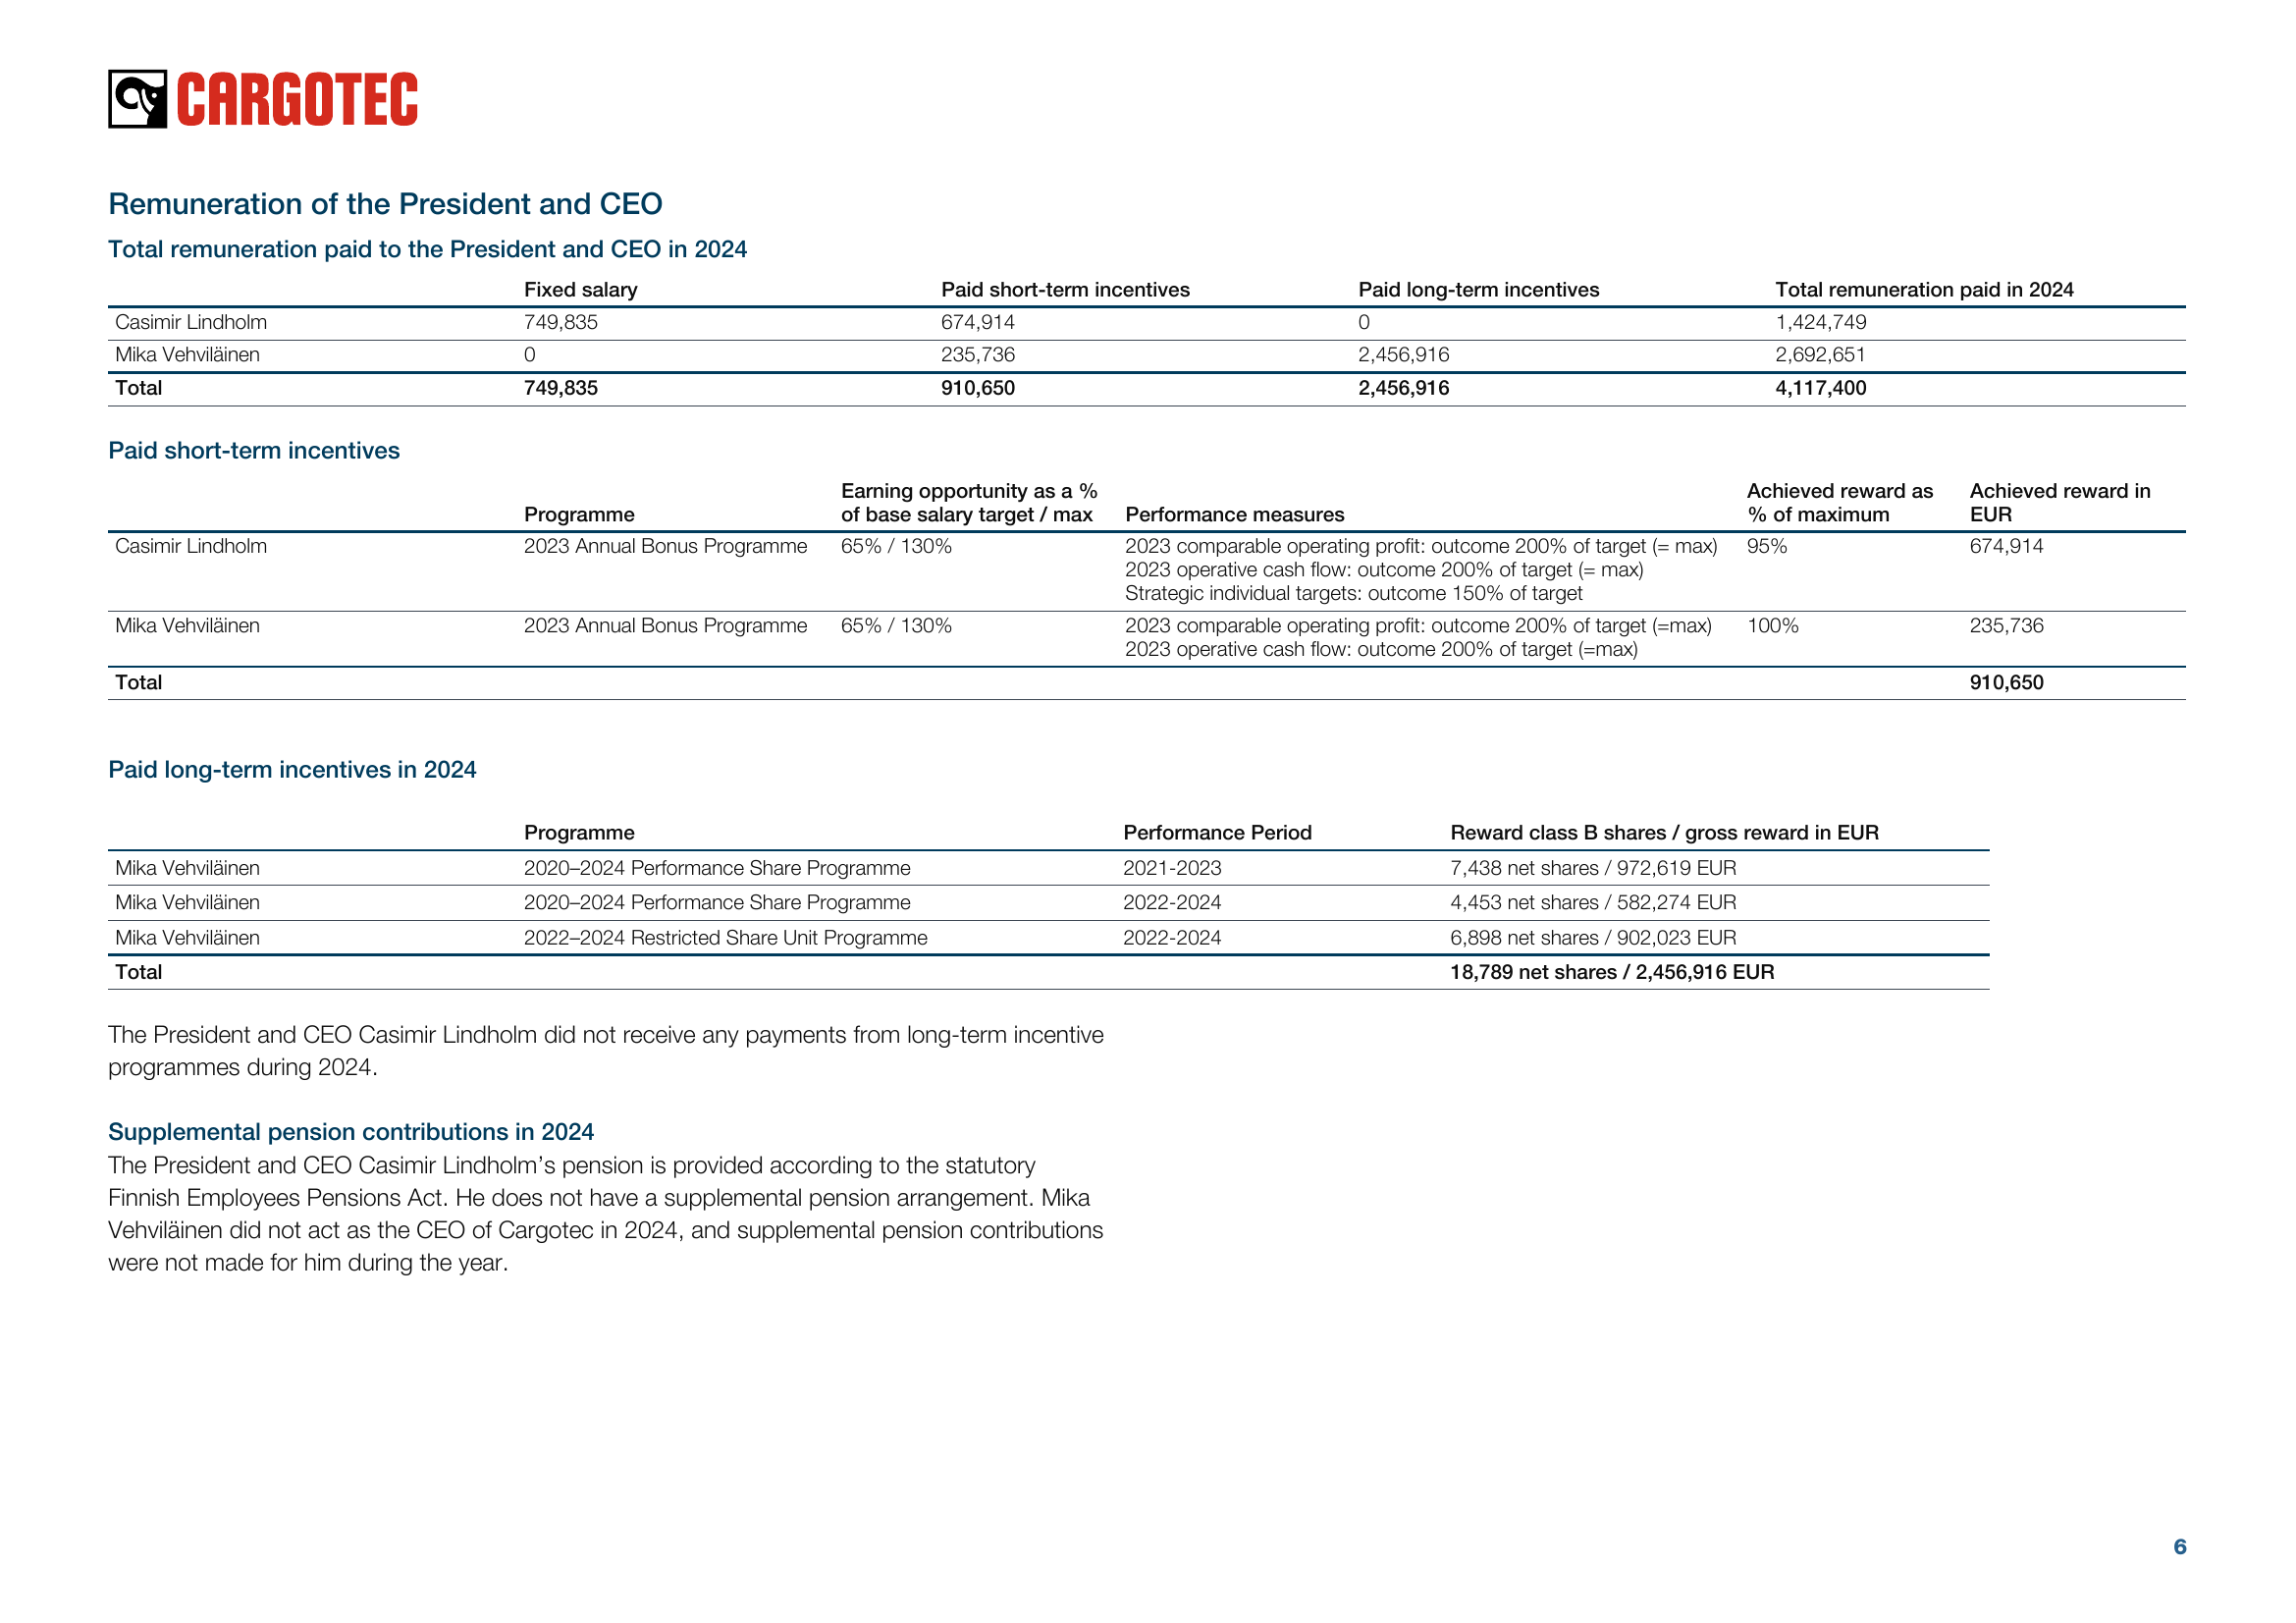 CARGOTEC
Remuneration of the President and CEO
Total remuneration paid to the President and CEO in 2024
Fixed salary Paid short-term incentives Paid long-term incentives Total remuneration paid in 2024
Casimir Lindholm 749,835 674,914 0 1,424,749
Mika Vehviläinen 0 235,736 2,456,916 2,692,651
Total 749,835 910,650 2,456,916 4,117,400
Paid short-term incentives
Earning opportunity as a % Achieved reward as Achieved reward in
Programme of base salary target / max Performance measures % of maximum EUR
Casimir Lindholm 2023 Annual Bonus Programme 65% / 130% 2023 comparable operating profit: outcome 200% of target (= max) 95% 674,914
2023 operative cash flow: outcome 200% of target (= max)
Strategic individual targets: outcome 150% of target
Mika Vehviläinen 2023 Annual Bonus Programme 65% / 130% 2023 comparable operating profit: outcome 200% of target (=max) 100% 235,736
2023 operative cash flow: outcome 200% of target (=max)
Total 910,650
Paid long-term incentives in 2024
Programme Performance Period Reward class B shares / gross reward in EUR
Mika Vehviläinen 2020–2024 Performance Share Programme 2021-2023 7,438 net shares / 972,619 EUR
Mika Vehviläinen 2020–2024 Performance Share Programme 2022-2024 4,453 net shares / 582,274 EUR
Mika Vehviläinen 2022–2024 Restricted Share Unit Programme 2022-2024 6,898 net shares / 902,023 EUR
Total 18,789 net shares / 2,456,916 EUR
The President and CEO Casimir Lindholm did not receive any payments from long-term incentive
programmes during 2024.
Supplemental pension contributions in 2024
The President and CEO Casimir Lindholm’s pension is provided according to the statutory
Finnish Employees Pensions Act. He does not have a supplemental pension arrangement. Mika
Vehviläinen did not act as the CEO of Cargotec in 2024, and supplemental pension contributions
were not made for him during the year.
6